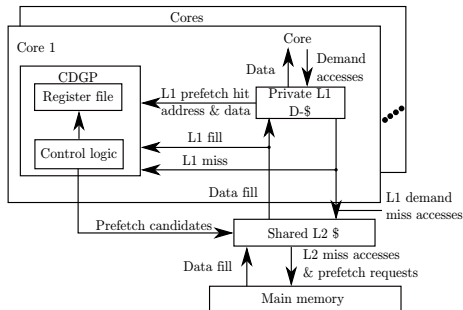 Cores
Core 1
Core
CDGP
Register file
Control logic
Data
Demand
accesses
L1 prefetch hit
address & data
Private L1
D-$
L1 fill
L1 miss
Data fill
L1 demand
miss accesses
Prefetch candidates
Shared L2 $
Data fill
L2 miss accesses
& prefetch requests
Main memory